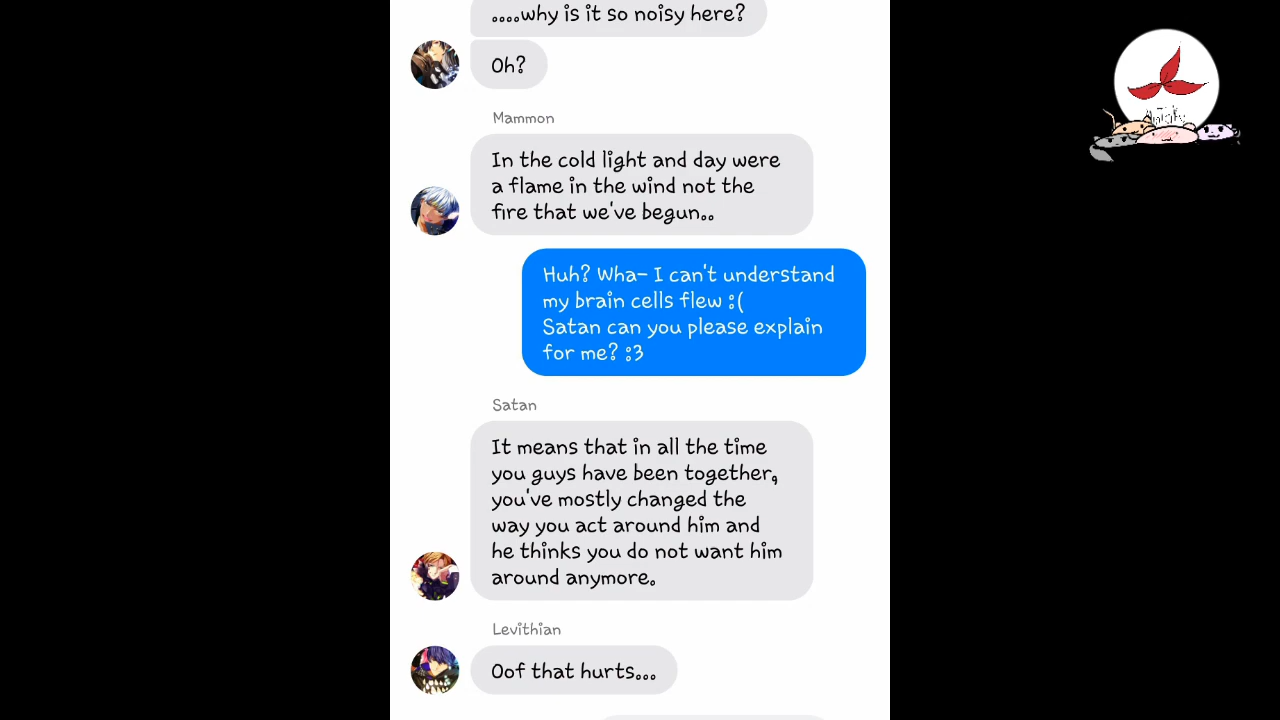 ....why is it so noisy here?
Oh?
Mammon
In the cold light and day were
a flame in the wind not the
fire that we've begun..
Huh? Wha- I can't understand
my brain cells flew :(
Satan can you please explain
for me? :3
Satan
It means that in all the time
you guys have been together,
you've mostly changed the
way you act around him and
he thinks you do not want him
around anymore.
Levithian
Oof that hurts...